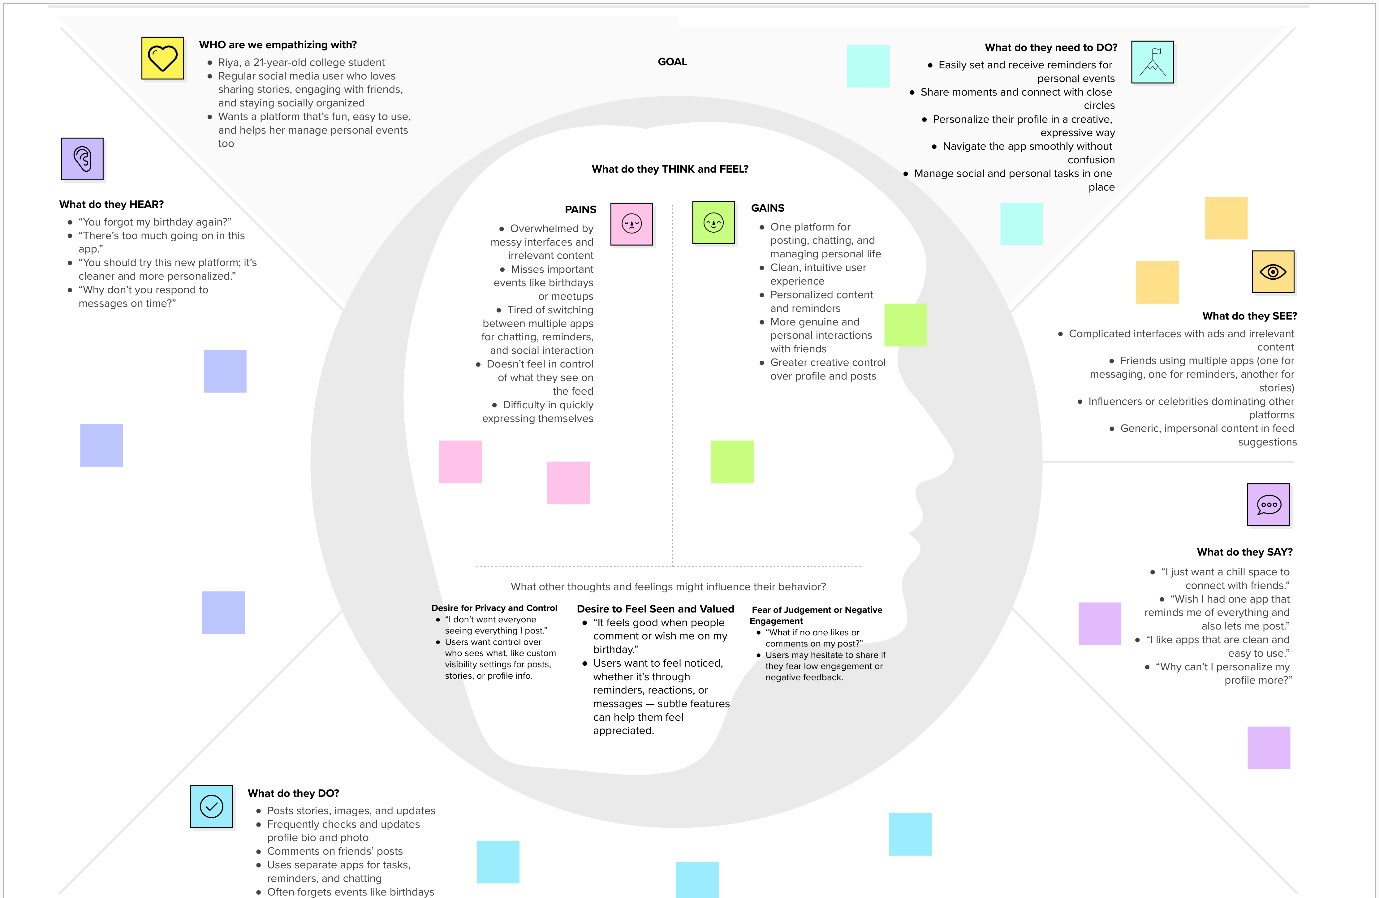 WHO are we empathizing with?
● Riya, a 21-year-old college student
● Regular social media user who loves
sharing stories, engaging with friends,
and staying socially organized
● Wants a platform that's fun, easy to use,
and helps her manage personal events
too
GOAL
What do they need to DO?
● Easily set and receive reminders for
personal events
● Share moments and connect with close
circles
● Personalize their profile in a creative,
expressive way
● Navigate the app smoothly without
confusion
● Manage social and personal tasks in one
place
What do they HEAR?
● “You forgot my birthday again?”
● “There's too much going on in this
app.”
● “You should try this new platform; it's
cleaner and more personalized.”
● “Why don't you respond to
messages on time?”
What do they THINK and FEEL?
PAINS
● Overwhelmed by
messy interfaces and
irrelevant content
● Misses important
events like birthdays
or meetups
● Tired of switching
between multiple apps
for chatting, reminders,
and social interaction
● Doesn't feel in control
of what they see on
the feed
● Difficulty in quickly
expressing themselves
GAINS
● One platform for
posting, chatting, and
managing personal life
● Clean, intuitive user
experience
● Personalized content
and reminders
● More genuine and
personal interactions
with friends
● Greater creative control
over profile and posts
What do they SEE?
● Complicated interfaces with ads and irrelevant
content
● Friends using multiple apps (one for
messaging, one for reminders, another for
stories)
● Influencers or celebrities dominating other
platforms
● Generic, impersonal content in feed
suggestions
What do they SAY?
● “I just want a chill space to
connect with friends.”
● “Wish I had one app that
reminds me of everything and
also lets me post.”
● “I like apps that are clean and
easy to use.”
● “Why can't I personalize my
profile more?”
What other thoughts and feelings might influence their behavior?
Desire for Privacy and Control
● “I don't want everyone
seeing everything I post.”
● Users want control over
who sees what, like custom
visibility settings for posts,
stories, or profile info.
Desire to Feel Seen and Valued
● “It feels good when people
comment or wish me on my
birthday.”
● Users want to feel noticed,
whether it's through
reminders, reactions, or
messages — subtle features
can help them feel
appreciated.
Fear of Judgement or Negative
Engagement
● “What if no one likes or
comments on my post?”
● Users may hesitate to share if
they fear low engagement or
negative feedback.
What do they DO?
● Posts stories, images, and updates
● Frequently checks and updates
profile bio and photo
● Comments on friends' posts
● Uses separate apps for tasks,
reminders, and chatting
● Often forgets events like birthdays